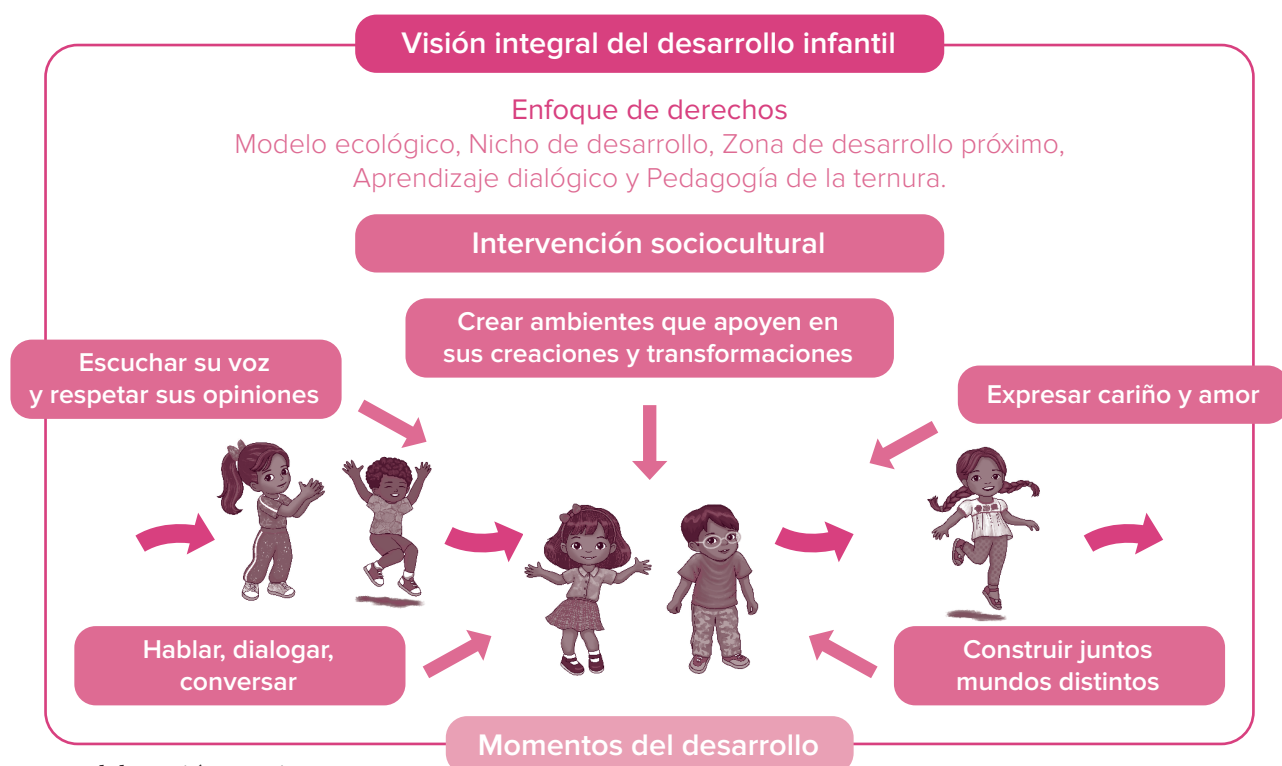 Visión integral del desarrollo infantil
Enfoque de derechos
Modelo ecológico, Nicho de desarrollo, Zona de desarrollo próximo,
Aprendizaje dialógico y Pedagogía de la ternura.
Intervención sociocultural
Crear ambientes que apoyen en
sus creaciones y transformaciones
Escuchar su voz
y respetar sus opiniones
Expresar cariño y amor
Hablar, dialogar,
conversar
Construir juntos
mundos distintos
Momentos del desarrollo